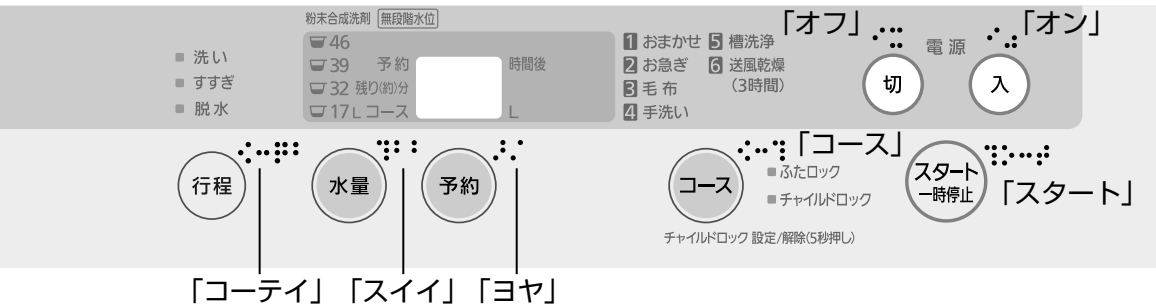 粉末合成洗剤 無段階水位
「オフ」
「オン」
洗い
すすぎ
脱水
46
39
32
17L
予約
残り(約)分
コース
時間後
L
1 おまかせ
2 お急ぎ
3 毛布
4 手洗い
5 槽洗浄
6 送風乾燥
(3時間)
電源
切
入
行程
水量
予約
コース
「コース」
ふたロック
チャイルドロック
スタート
一時停止
「スタート」
チャイルドロック 設定/解除(5秒押し)
「コーテイ」
「スイイ」
「ヨヤ」